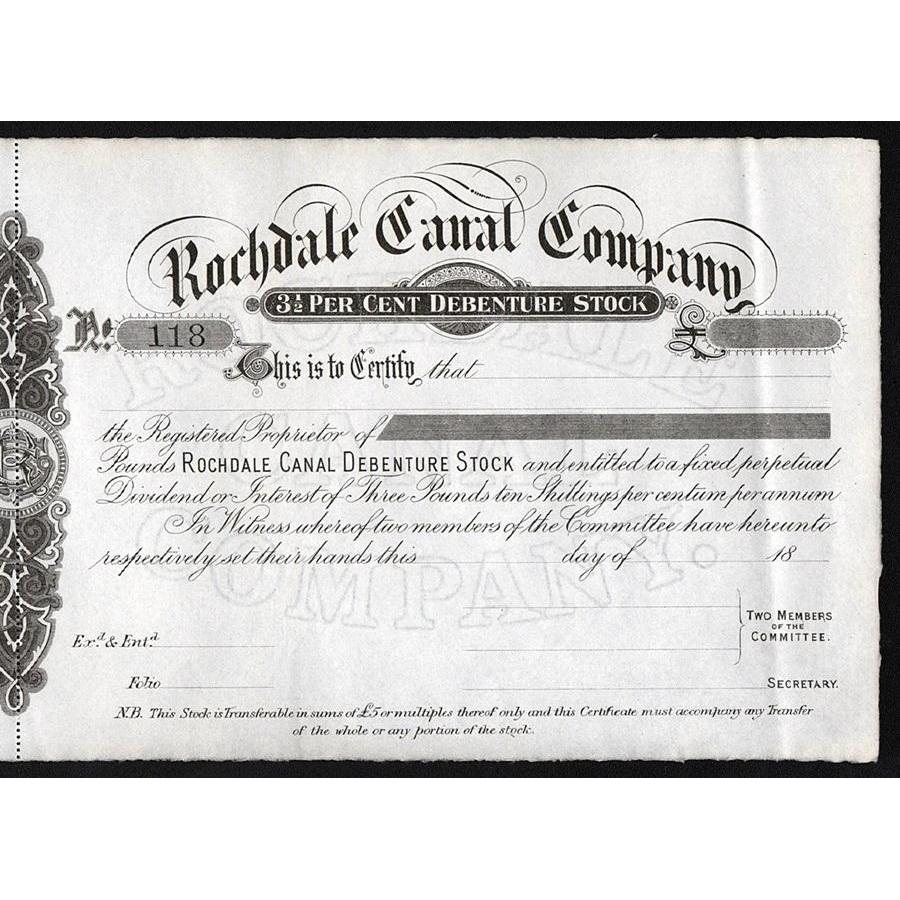 Rochdale Canal Company
3½ PER CENT DEBENTURE STOCK
No. 118 £
This is to Certify that
the Registered Proprietor of
Pounds ROCHDALE CANAL DEBENTURE STOCK and entitled to a fixed perpetual
Dividend or Interest of Three Pounds ten Shillings per centum per annum
In Witness whereof two members of the Committee have hereunto
respectively set their hands this day of 18
TWO MEMBERS
OF THE
COMMITTEE.
Exd. & Entd.
Folio
SECRETARY.
N.B. This Stock is Transferable in sums of £5 or multiples thereof only and this Certificate must accompany any Transfer
of the whole or any portion of the stock.
ROCHDALE
CANAL
COMPANY.